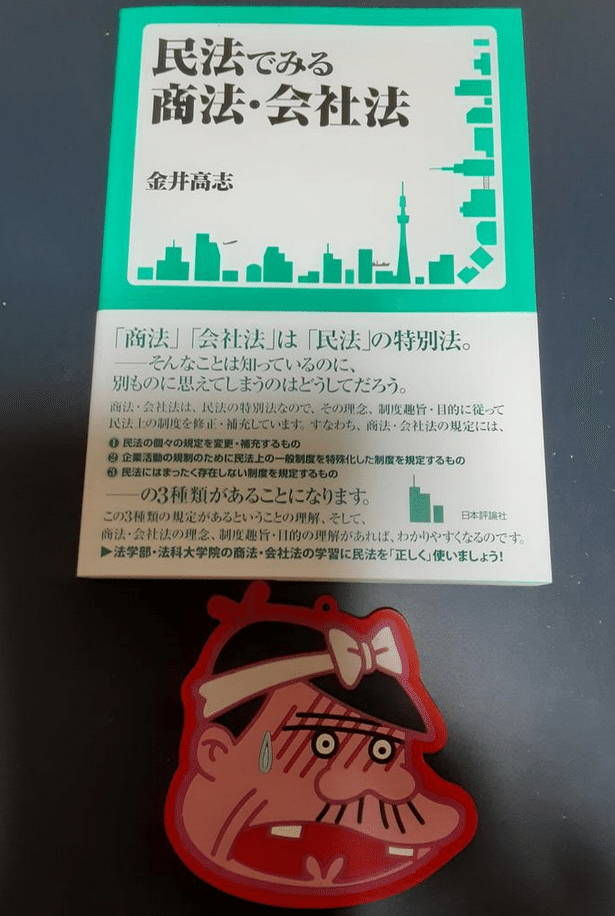 民法でみる
商法・会社法
金井高志
「商法」「会社法」は「民法」の特別法。
――そんなことは知っているのに、
別ものに思えてしまうのはどうしてだろう。
商法・会社法は、民法の特別法なので、その理念、制度趣旨・目的に従って
民法上の制度を修正・補充しています。すなわち、商法・会社法の規定には、
❶ 民法の個々の規定を変更・補充するもの
❷ 企業活動の規制のために民法上の一般制度を特殊化した制度を規定するもの
❸ 民法にはまったく存在しない制度を規定するもの
――の3種類があることになります。
この3種類の規定があるということの理解、そして、
商法・会社法の理念、制度趣旨・目的の理解があれば、わかりやすくなるのです。
▶法学部・法科大学院の商法・会社法の学習に民法を「正しく」使いましょう!
日本評論社